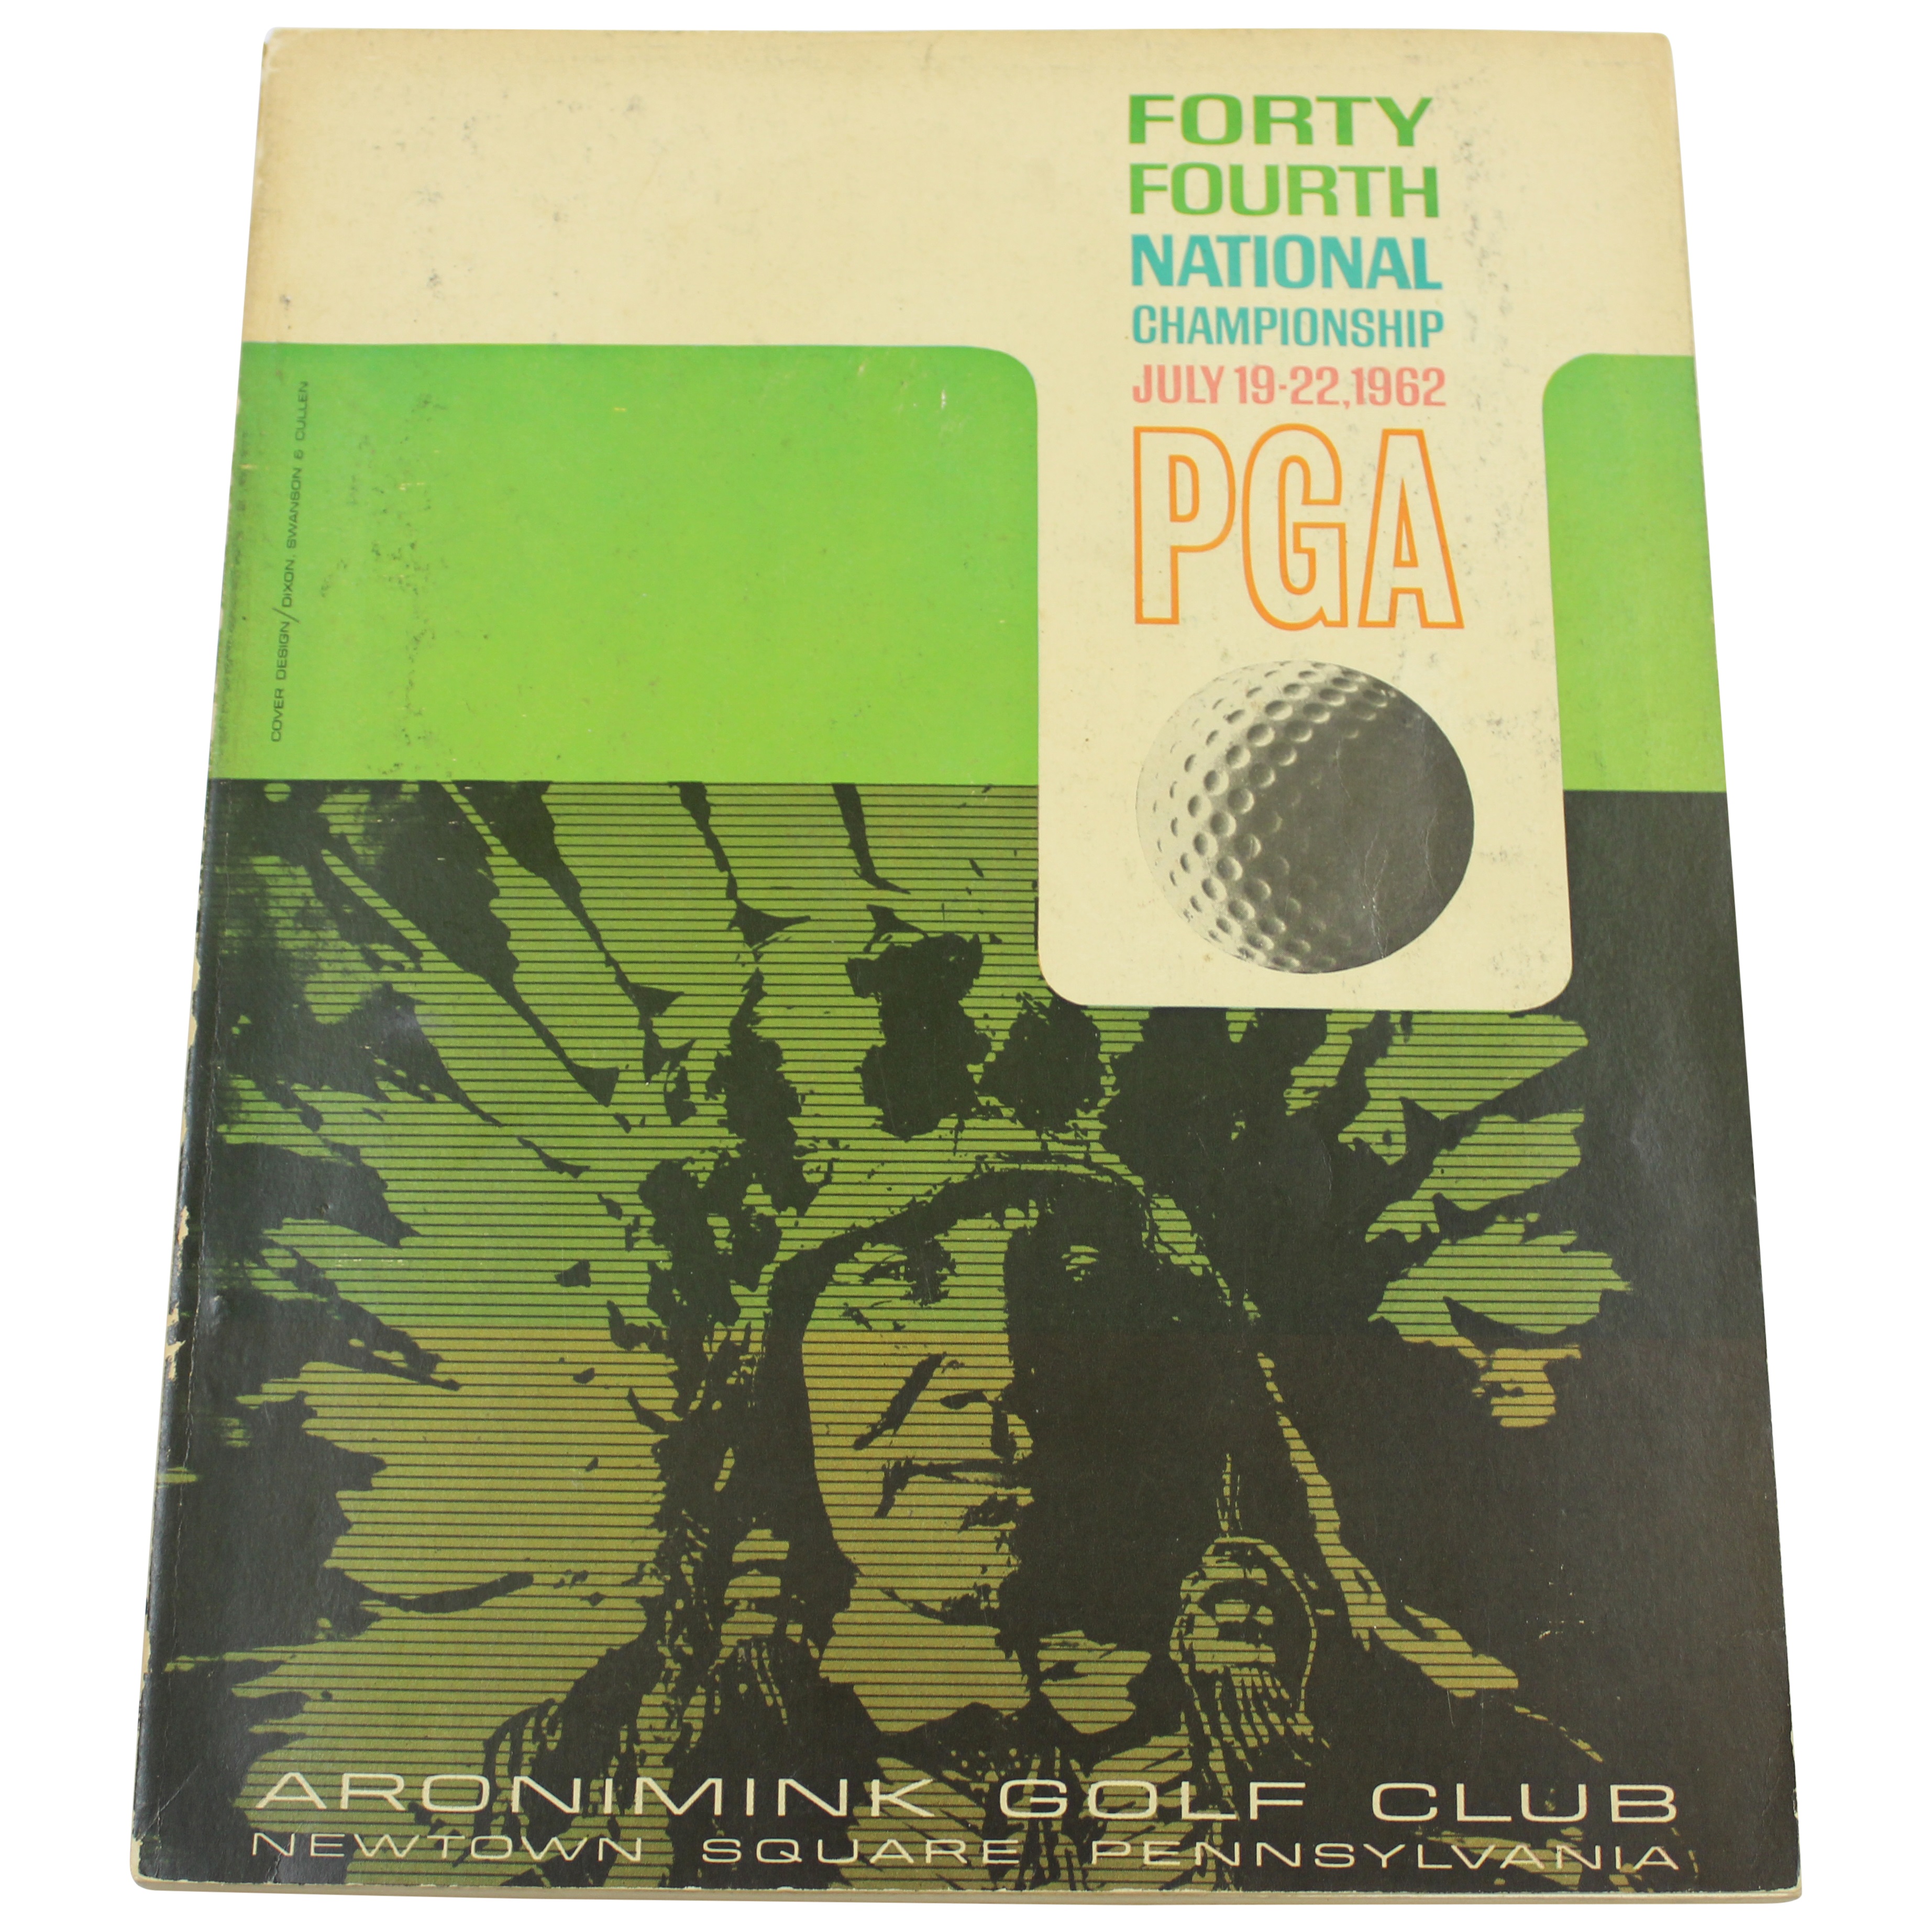 FORTY
FOURTH
NATIONAL
CHAMPIONSHIP
JULY 19-22, 1962
PGA
COVER DESIGN/DIXON, SWANSON & CULLEN
ARONIMINK GOLF CLUB
NEWTOWN SQUARE PENNSYLVANIA